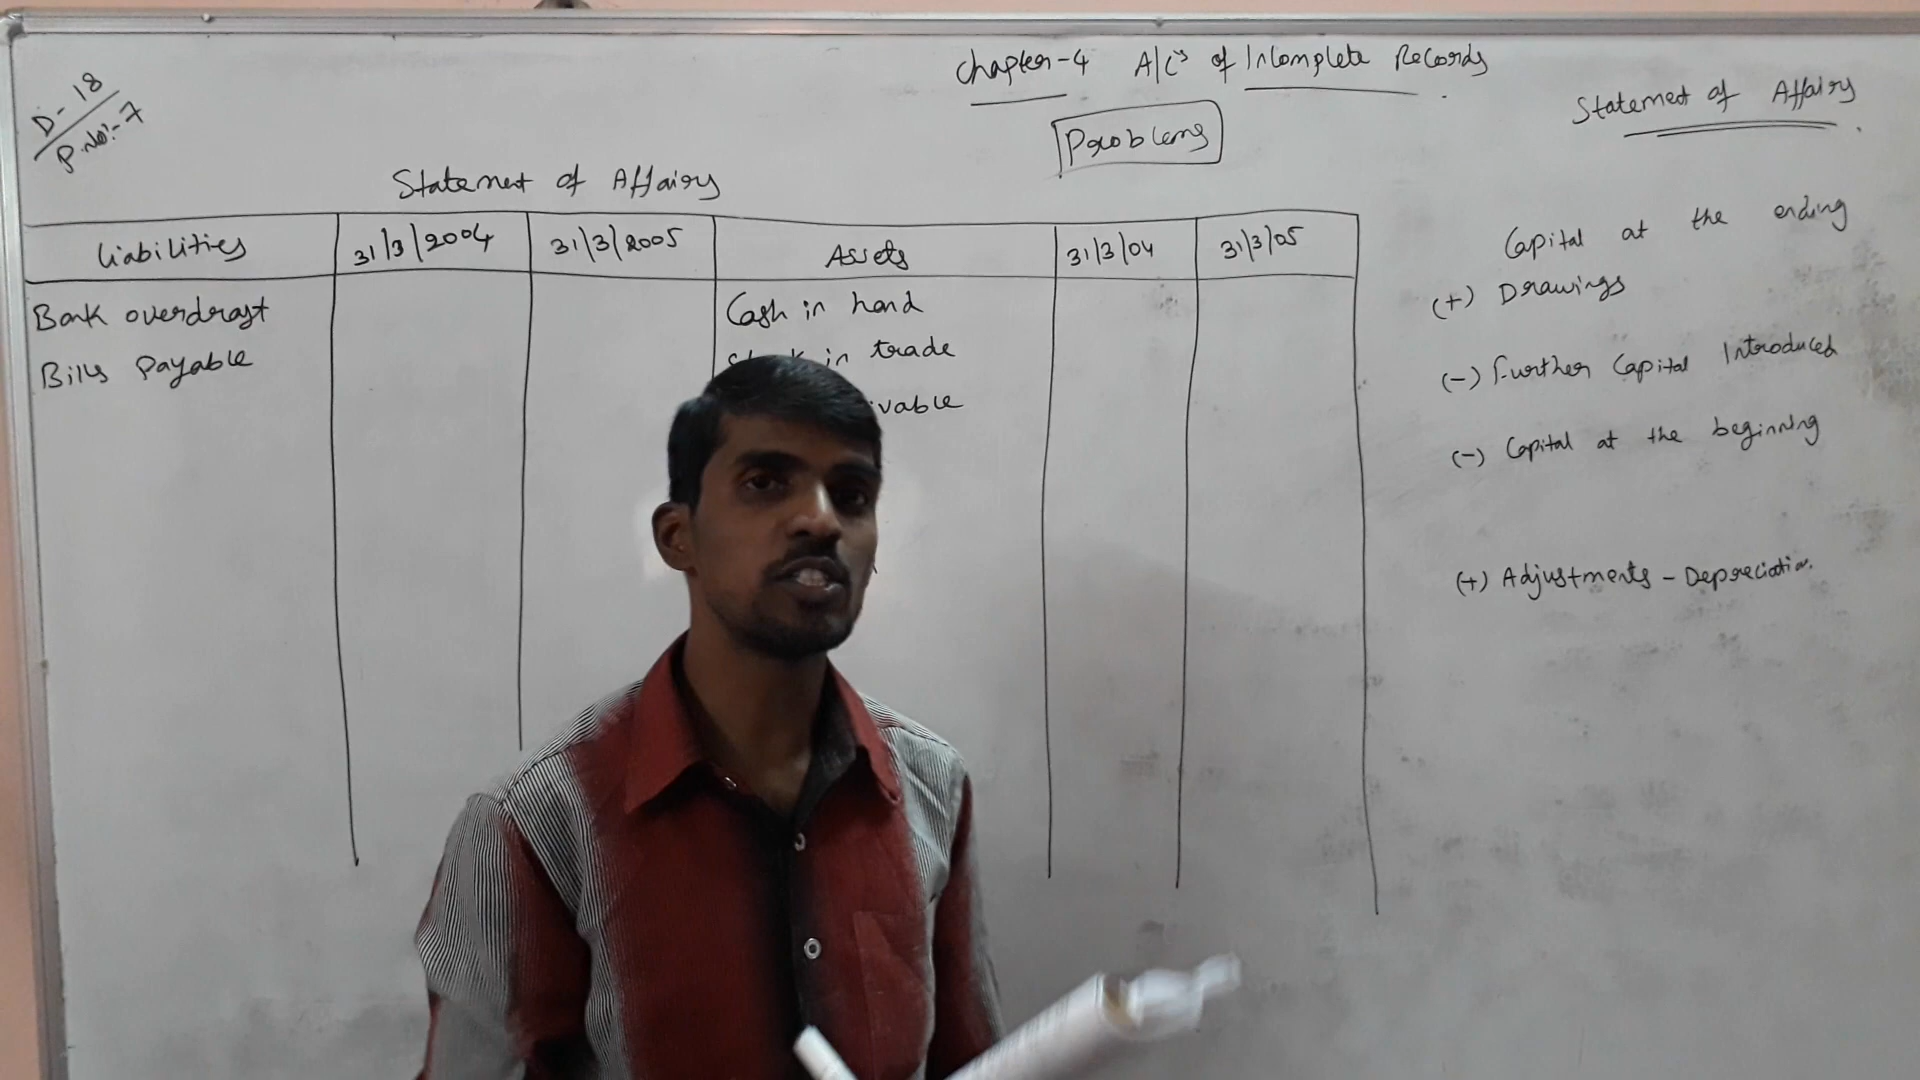 D-18
P.No:-7
Chapter-4 A/c's of Incomplete Records
Problems
Statement of Affairs
Statement of Affairs
Liabilities 31/3/2004 31/3/2005 Assets 31/3/04 31/3/05
Bank overdraft Cash in hand
Bills Payable in trade
Capital at the ending
(+) Drawings
(-) Further Capital Introduced
(-) Capital at the beginning
(+) Adjustments - Depreciation.